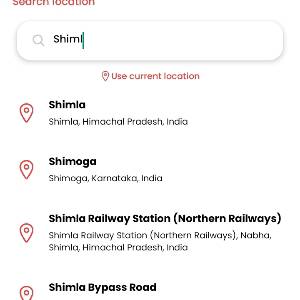 Search location
Shiml
Use current location
Shimla
Shimla, Himachal Pradesh, India
Shimoga
Shimoga, Karnataka, India
Shimla Railway Station (Northern Railways)
Shimla Railway Station (Northern Railways), Nabha,
Shimla, Himachal Pradesh, India
Shimla Bypass Road